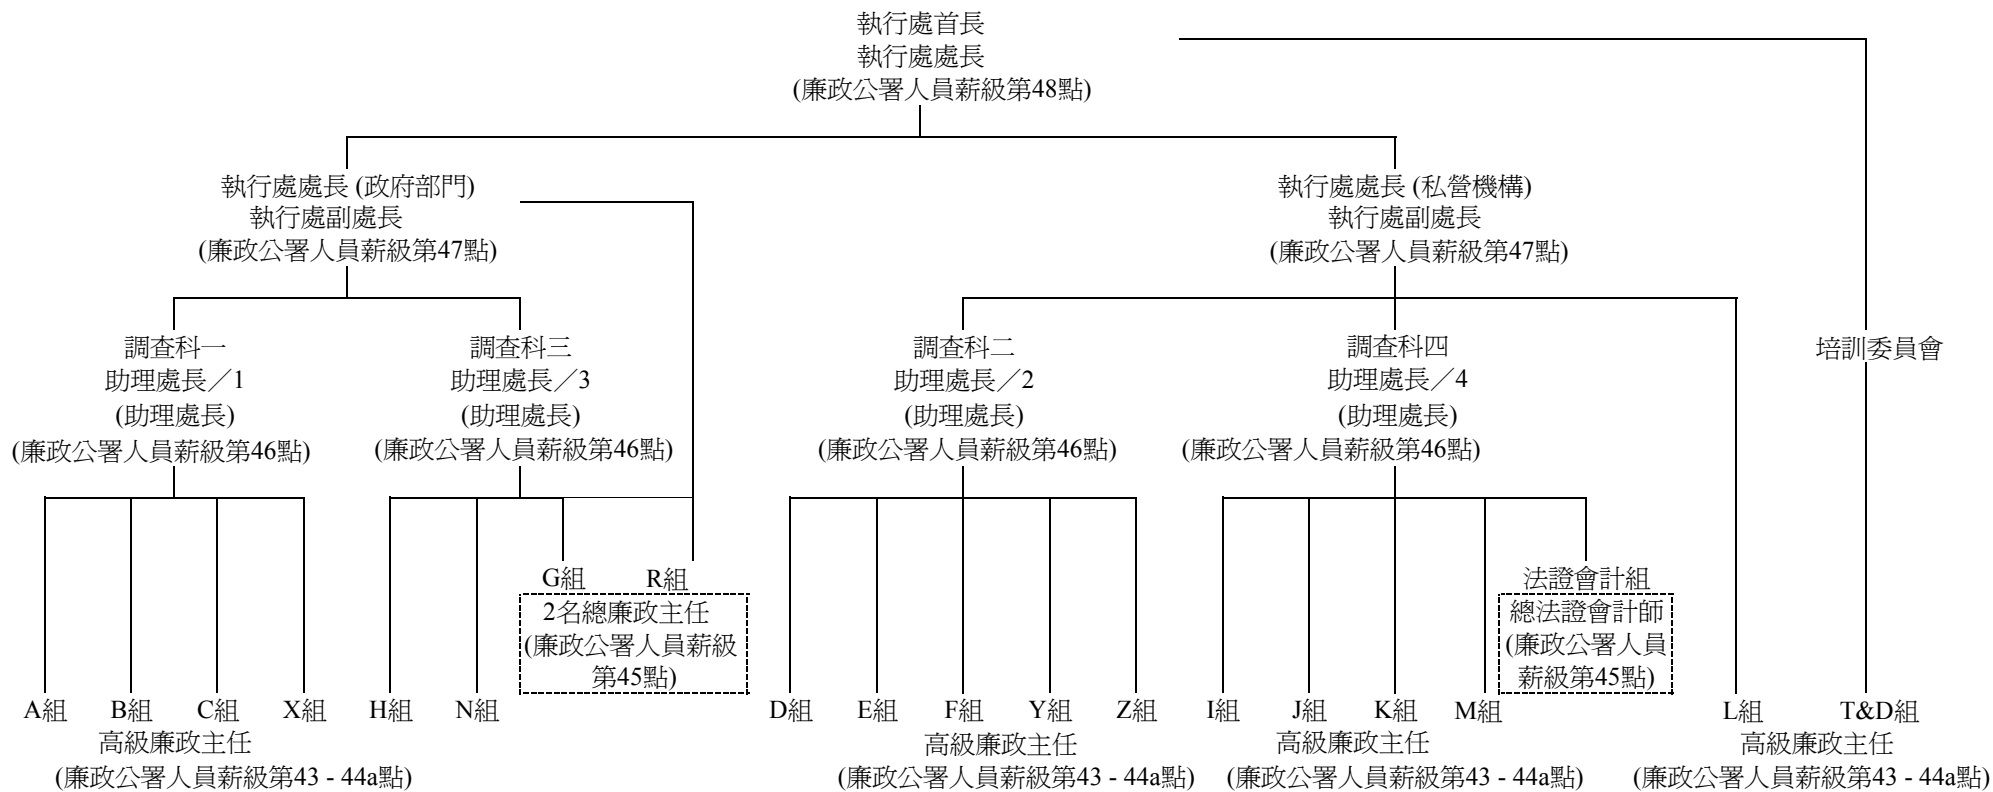 執行處首長
執行處處長
(廉政公署人員薪級第48點)
執行處處長 (政府部門)
執行處副處長
(廉政公署人員薪級第47點)
執行處處長 (私營機構)
執行處副處長
(廉政公署人員薪級第47點)
調查科一
助理處長／1
(助理處長)
(廉政公署人員薪級第46點)
調查科三
助理處長／3
(助理處長)
(廉政公署人員薪級第46點)
調查科二
助理處長／2
(助理處長)
(廉政公署人員薪級第46點)
調查科四
助理處長／4
(助理處長)
(廉政公署人員薪級第46點)
培訓委員會
G組 R組
2名總廉政主任
(廉政公署人員薪級
第45點)
法證會計組
總法證會計師
(廉政公署人員
薪級第45點)
A組 B組 C組 X組 H組 N組
高級廉政主任
(廉政公署人員薪級第43 - 44a點)
D組 E組 F組 Y組 Z組
高級廉政主任
(廉政公署人員薪級第43 - 44a點)
I組 J組 K組 M組
高級廉政主任
(廉政公署人員薪級第43 - 44a點)
L組 T&D組
高級廉政主任
(廉政公署人員薪級第43 - 44a點)